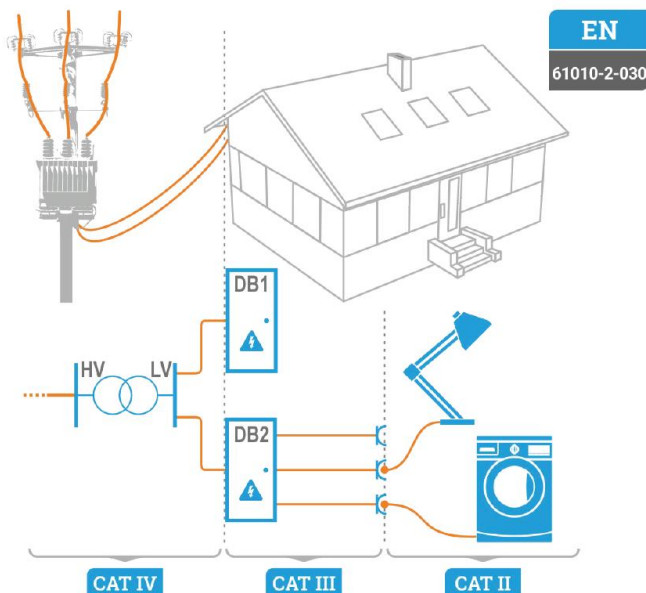 EN
61010-2-030
DB1
HV LV
DB2
CAT IV CAT III CAT II